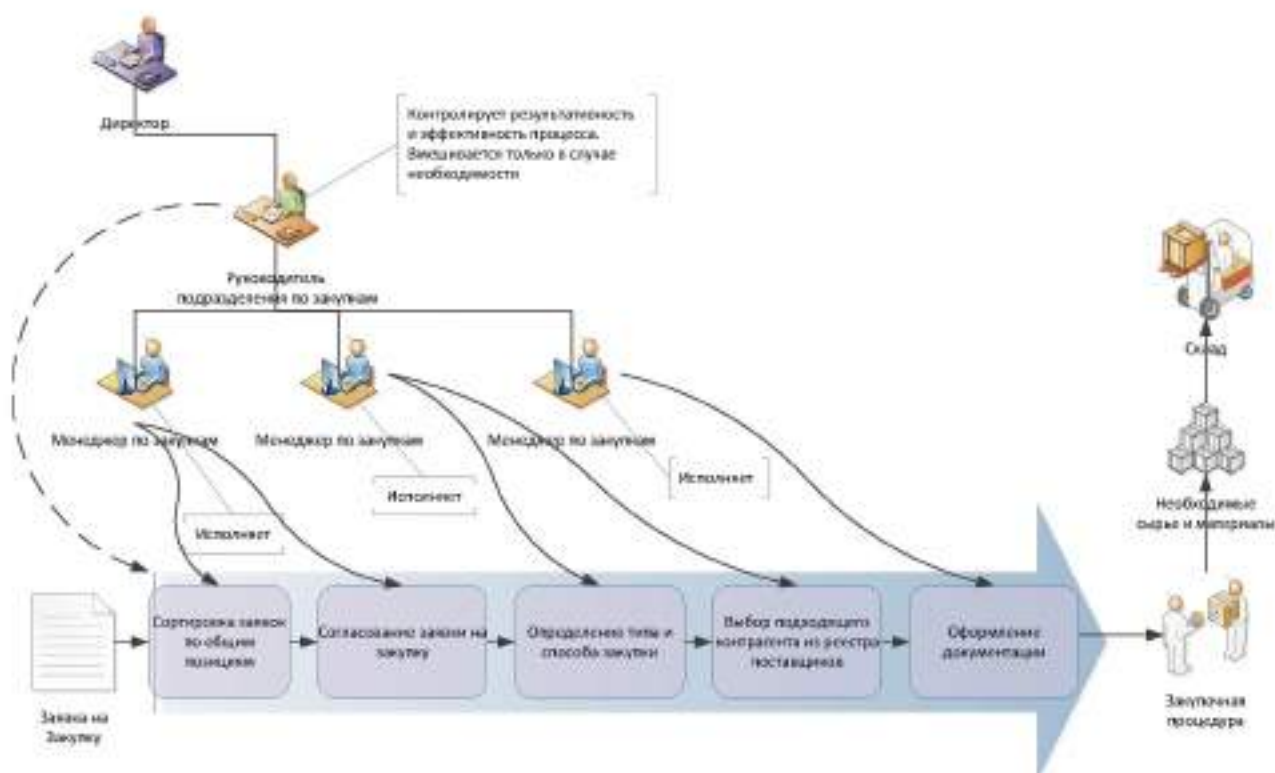 Директор
Контролирует результативность
и эффективность процесса.
Вмешивается только в случае
необходимости
Руководитель
подразделения по закупкам
Склад
Менеджер по закупкам
Менеджер по закупкам
Менеджер по закупкам
Исполняет
Исполняет
Исполняет
Необходимые
сырье и материалы
Сортировка заявок
по общим
позициям
Согласование заявки на
закупку
Определение типа и
способа закупки
Выбор подходящего
контрагента из реестра
поставщиков
Оформление
документации
Заявка на
Закупку
Закупочная
процедура